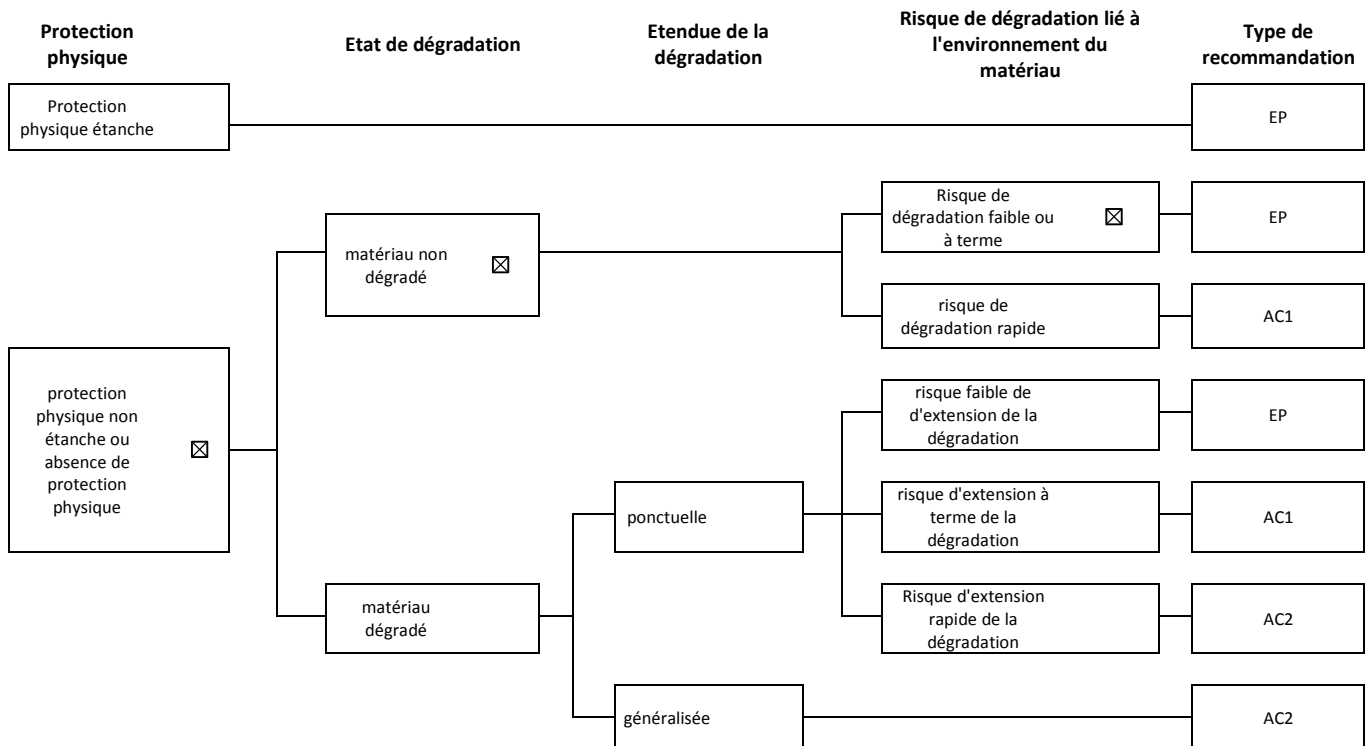 Protection
physique
Etat de dégradation
Etendue de la
dégradation
Risque de dégradation lié à
l'environnement du
matériau
Type de
recommandation
Protection
physique étanche
EP
Risque de
dégradation faible ou
à terme
EP
matériau non
dégradé
risque de
dégradation rapide
AC1
protection
physique non
étanche ou
absence de
protection
physique
risque faible de
d'extension de la
dégradation
EP
ponctuelle
risque d'extension à
terme de la
dégradation
AC1
matériau
dégradé
Risque d'extension
rapide de la
dégradation
AC2
généralisée
AC2